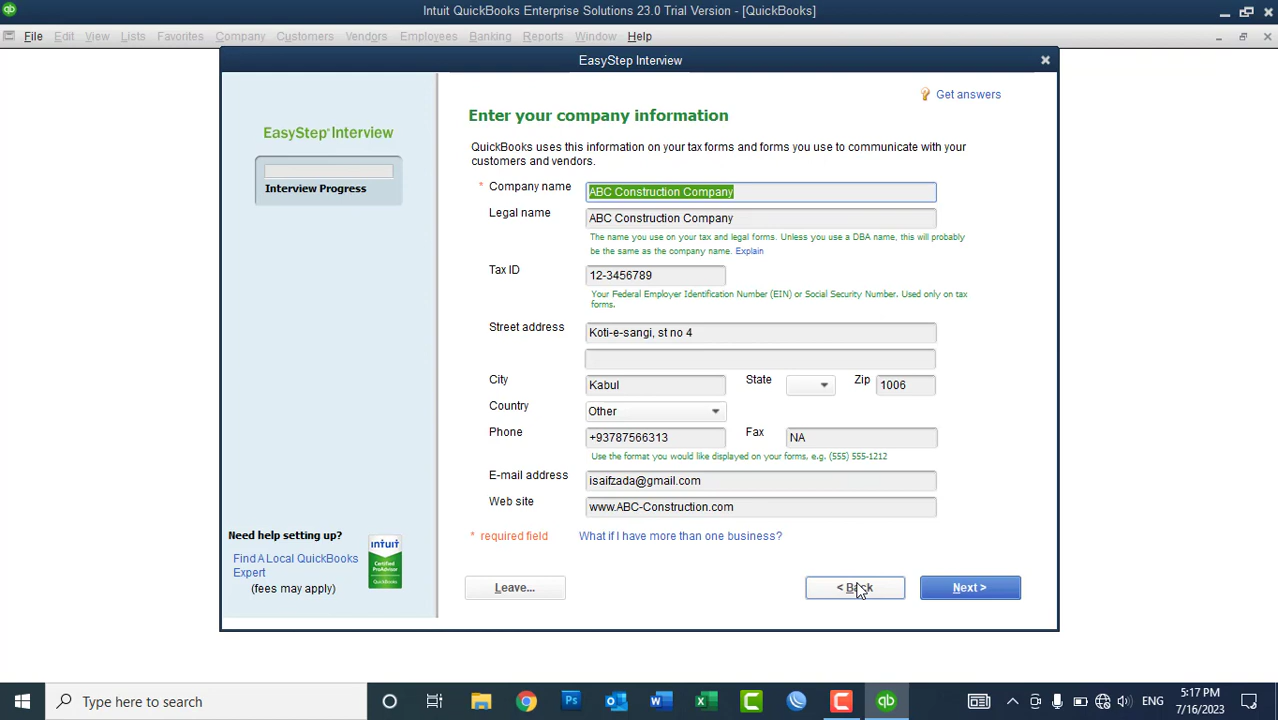 Intuit QuickBooks Enterprise Solutions 23.0 Trial Version - [QuickBooks]
File Edit View Lists Favorites Company Customers Vendors Employees Banking Reports Window Help
EasyStep Interview
Get answers
EasyStep Interview
Interview Progress
Enter your company information
QuickBooks uses this information on your tax forms and forms you use to communicate with your
customers and vendors.
* Company name ABC Construction Company
Legal name ABC Construction Company
The name you use on your tax and legal forms. Unless you use a DBA name, this will probably
be the same as the company name. Explain
Tax ID 12-3456789
Your Federal Employer Identification Number (EIN) or Social Security Number. Used only on tax
forms.
Street address Koti-e-sangi, st no 4
City Kabul State Zip 1006
Country Other
Phone +93787566313 Fax NA
Use the format you would like displayed on your forms. e.g. (555) 555-1212
E-mail address isaifzada@gmail.com
Web site www.ABC-Construction.com
* required field What if I have more than one business?
Need help setting up?
Find A Local QuickBooks
Expert
(fees may apply)
intuit
Certified
ProAdvisor
QuickBooks
Leave... < Back Next >
Type here to search
Ps
W
X
C
C
qb
ENG
5:17 PM
7/16/2023